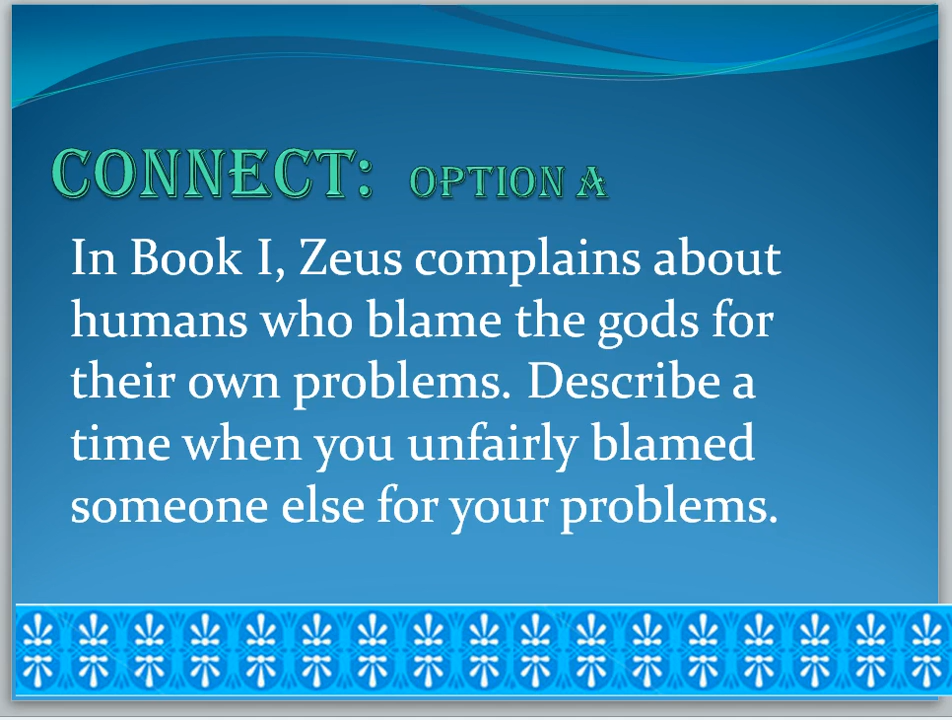 CONNECT: OPTION A
In Book I, Zeus complains about
humans who blame the gods for
their own problems. Describe a
time when you unfairly blamed
someone else for your problems.